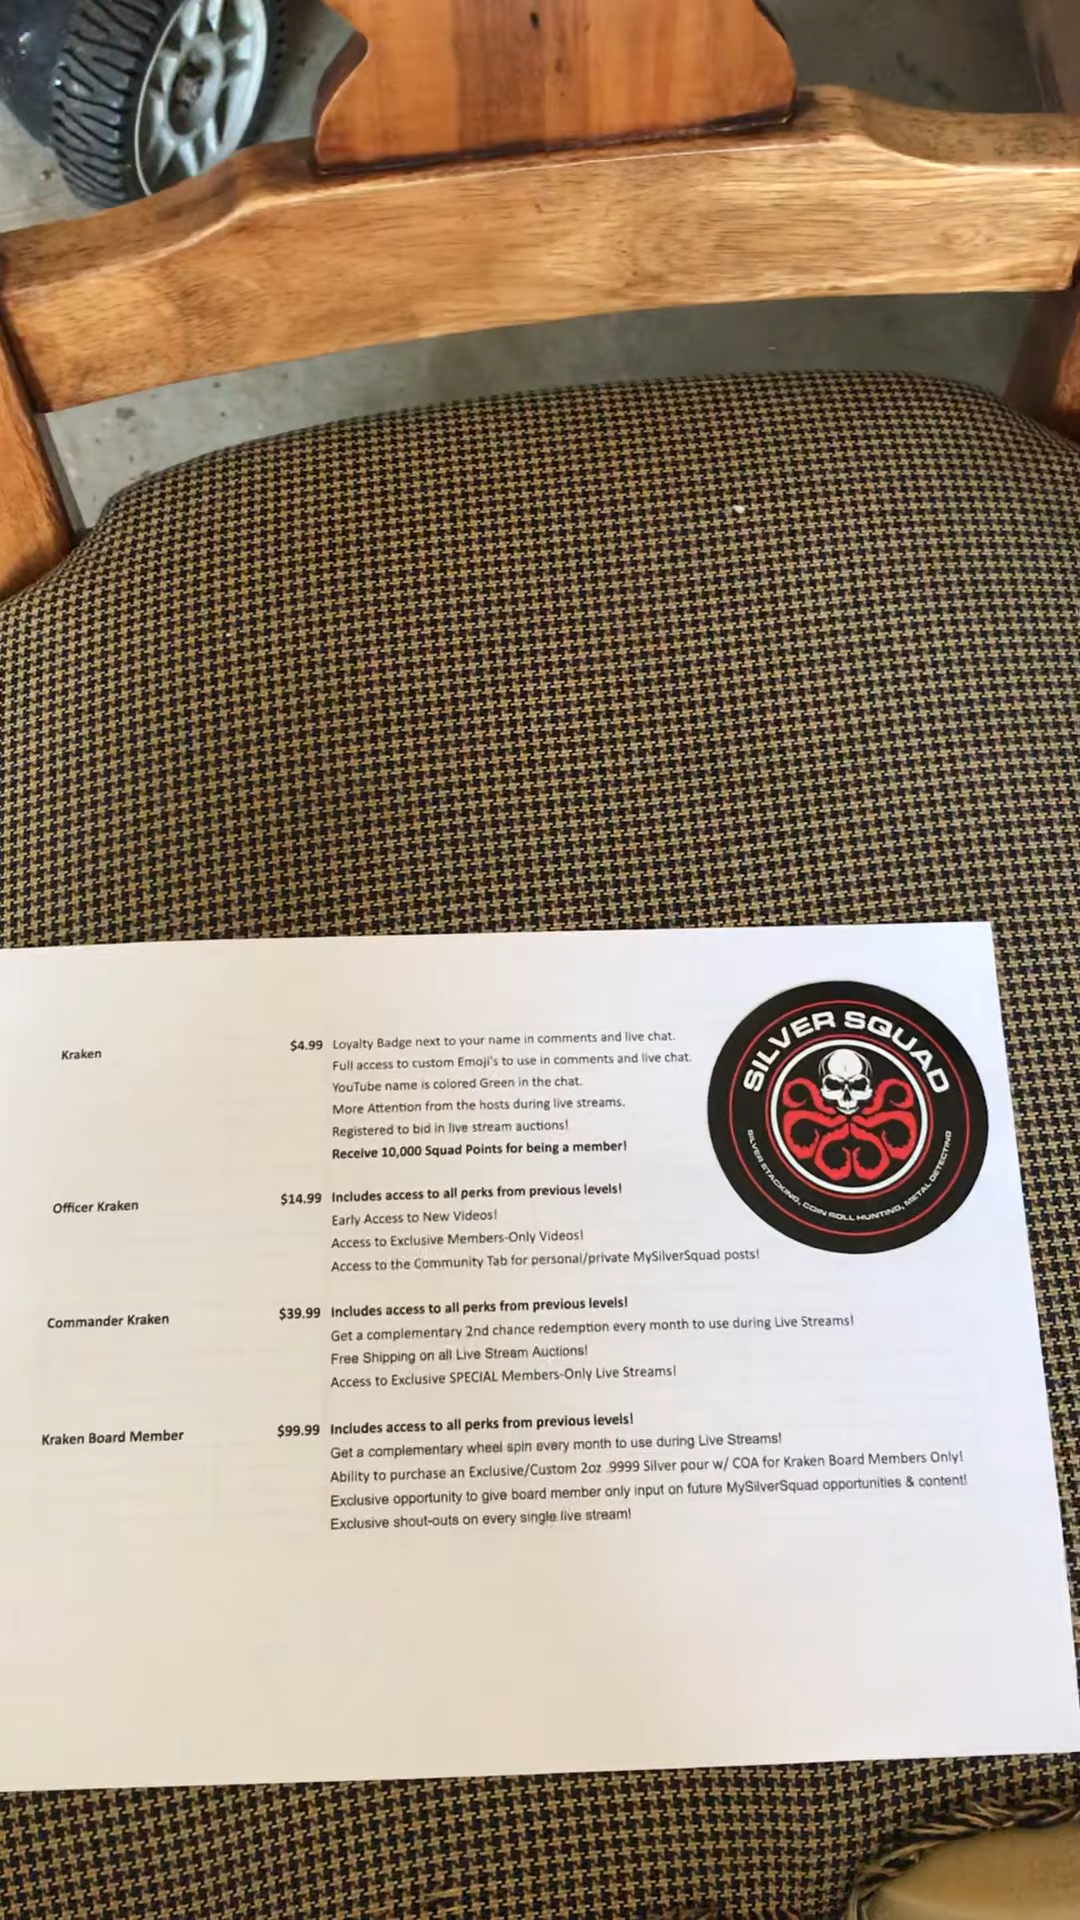 Kraken
$4.99 Loyalty Badge next to your name in comments and live chat.
Full access to custom Emoji's to use in comments and live chat.
YouTube name is colored Green in the chat.
More Attention from the hosts during live streams.
Registered to bid in live stream auctions!
Receive 10,000 Squad Points for being a member!
Officer Kraken
$14.99 Includes access to all perks from previous levels!
Early Access to New Videos!
Access to Exclusive Members-Only Videos!
Access to the Community Tab for personal/private MySilverSquad posts!
Commander Kraken
$39.99 Includes access to all perks from previous levels!
Get a complementary 2nd chance redemption every month to use during Live Streams!
Free Shipping on all Live Stream Auctions!
Access to Exclusive SPECIAL Members-Only Live Streams!
Kraken Board Member
$99.99 Includes access to all perks from previous levels!
Get a complementary wheel spin every month to use during Live Streams!
Ability to purchase an Exclusive/Custom 2oz .9999 Silver pour w/ COA for Kraken Board Members Only!
Exclusive opportunity to give board member only input on future MySilverSquad opportunities & content!
Exclusive shout-outs on every single live stream!
SILVER SQUAD
SILVER STACKING, COIN ROLL HUNTING, METAL DETECTING